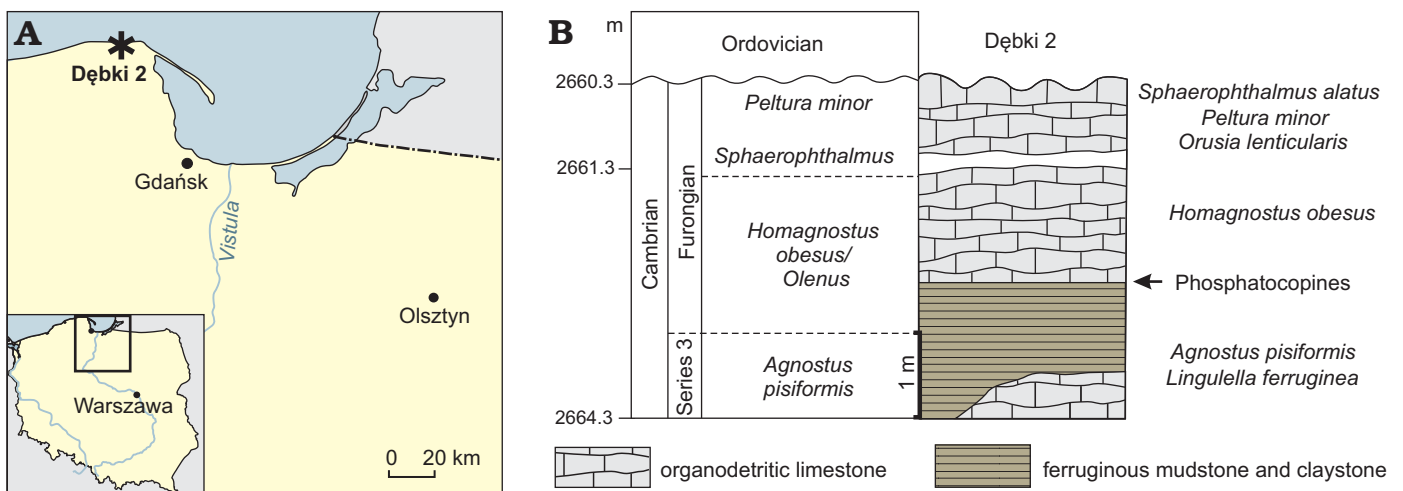 A
Dębki 2
Gdańsk
Vistula
Olsztyn
Warszawa
0 20 km
B
m
Ordovician
Dębki 2
2660.3
2661.3
2664.3
Cambrian
Furongian
Series 3
Peltura minor
Sphaerophthalmus
Homagnostus
obesus/
Olenus
Agnostus
pisiformis
1 m
Sphaerophthalmus alatus
Peltura minor
Orusia lenticularis
Homagnostus obesus
Phosphatocopines
Agnostus pisiformis
Lingulella ferruginea
organodetritic limestone
ferruginous mudstone and claystone